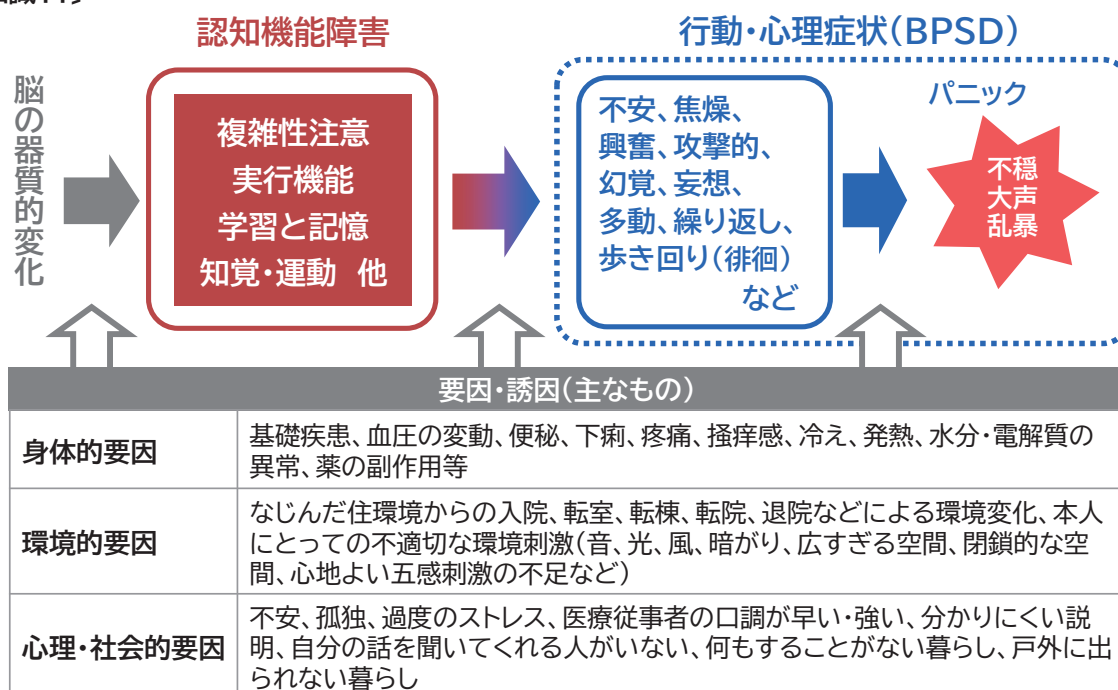 認知機能障害
行動・心理症状(BPSD)
脳の器質的変化
複雑性注意
実行機能
学習と記憶
知覚・運動 他
不安、焦燥、
興奮、攻撃的、
幻覚、妄想、
多動、繰り返し、
歩き回り(徘徊)
など
パニック
不穏
大声
乱暴
要因・誘因(主なもの)
身体的要因
基礎疾患、血圧の変動、便秘、下痢、疼痛、掻痒感、冷え、発熱、水分・電解質の
異常、薬の副作用等
環境的要因
なじんだ住環境からの入院、転室、転棟、転院、退院などによる環境変化、本人
にとっての不適切な環境刺激(音、光、風、暗がり、広すぎる空間、閉鎖的な空
間、心地よい五感刺激の不足など)
心理・社会的要因
不安、孤独、過度のストレス、医療従事者の口調が早い・強い、分かりにくい説
明、自分の話を聞いてくれる人がいない、何もすることがない暮らし、戸外に出
られない暮らし